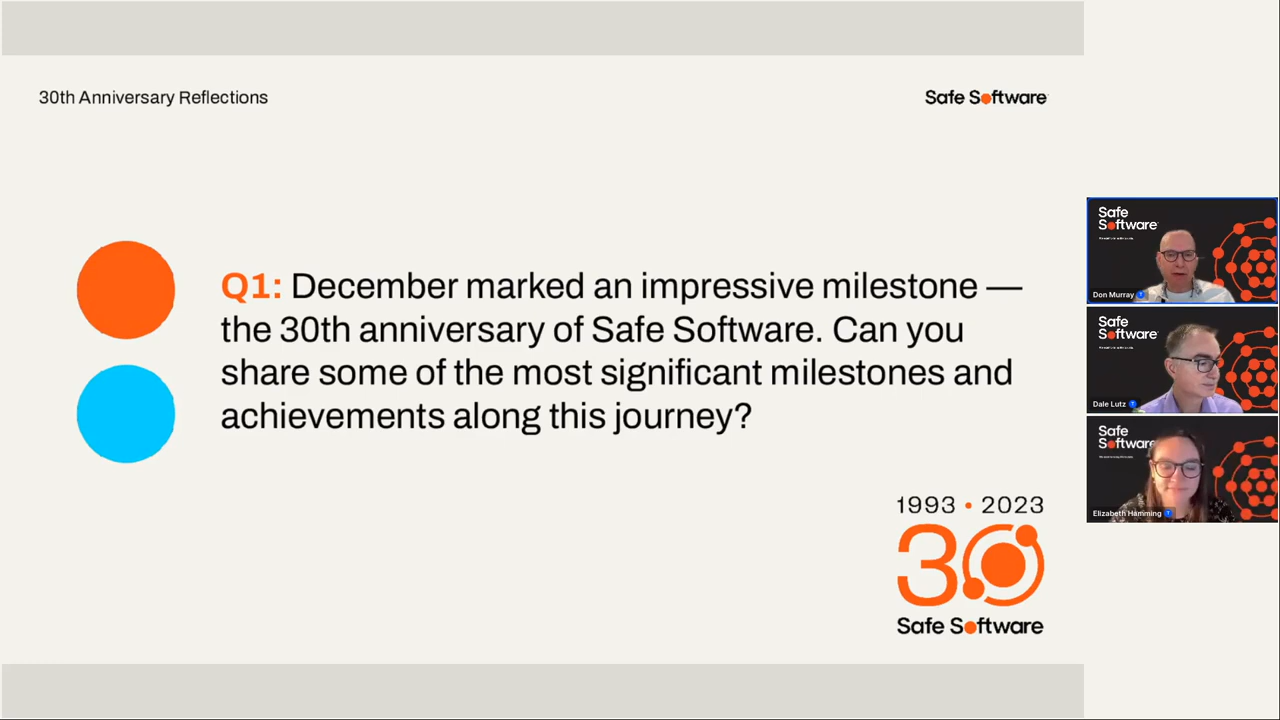 30th Anniversary Reflections
Safe Software
Q1: December marked an impressive milestone —
the 30th anniversary of Safe Software. Can you
share some of the most significant milestones and
achievements along this journey?
1993 • 2023
30
Safe Software
Safe
Software
Don Murray
Safe
Software
Dale Lutz
Safe
Software
Elizabeth Hamming